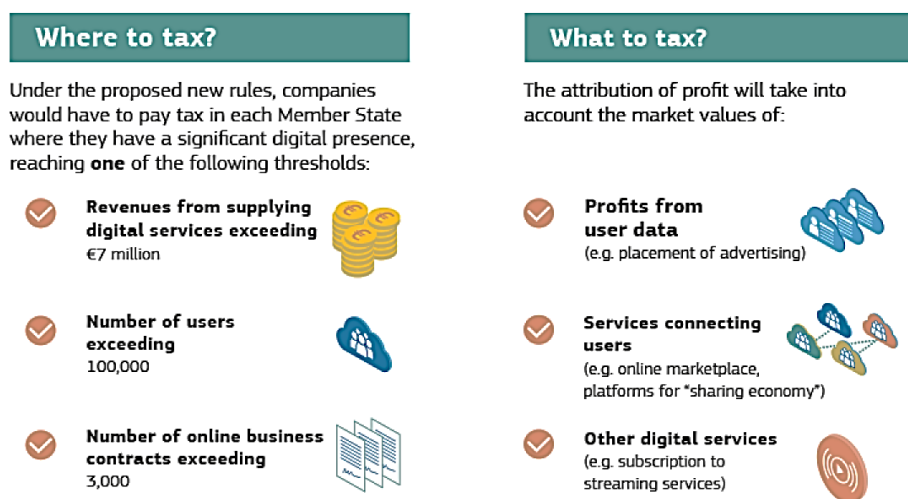 Where to tax?
Under the proposed new rules, companies
would have to pay tax in each Member State
where they have a significant digital presence,
reaching one of the following thresholds:
Revenues from supplying
digital services exceeding
€7 million
Number of users
exceeding
100,000
Number of online business
contracts exceeding
3,000
What to tax?
The attribution of profit will take into
account the market values of:
Profits from
user data
(e.g. placement of advertising)
Services connecting
users
(e.g. online marketplace,
platforms for “sharing economy”)
Other digital services
(e.g. subscription to
streaming services)